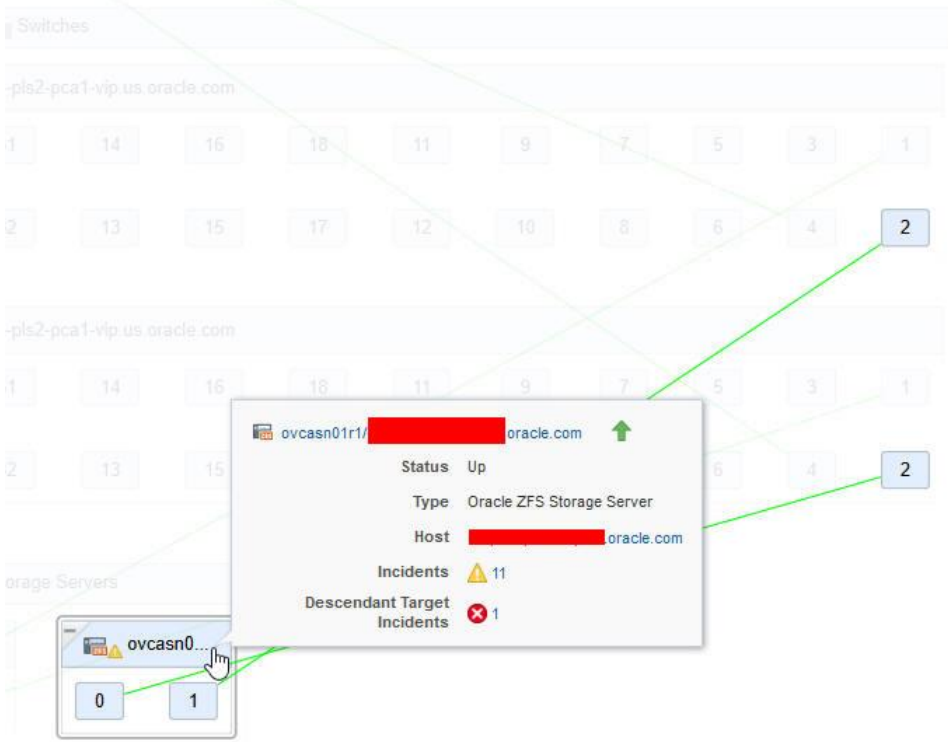 Switches
-pls2-pca1-vip.us.oracle.com
14 16 18 11 9 7 5 3 1
13 15 17 12 10 8 6 4 2
-pls2-pca1-vip.us.oracle.com
14 16 18 11 9 7 5 3 1
13 15 6 4 2
ovcasn01r1/ oracle.com
Status Up
Type Oracle ZFS Storage Server
Host .oracle.com
Incidents 11
Descendant Target
Incidents 1
orage Servers
ovcasn0...
0 1